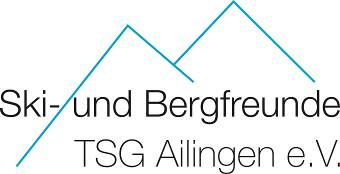 Ski- und Bergfreunde
TSG Ailingen e.V.